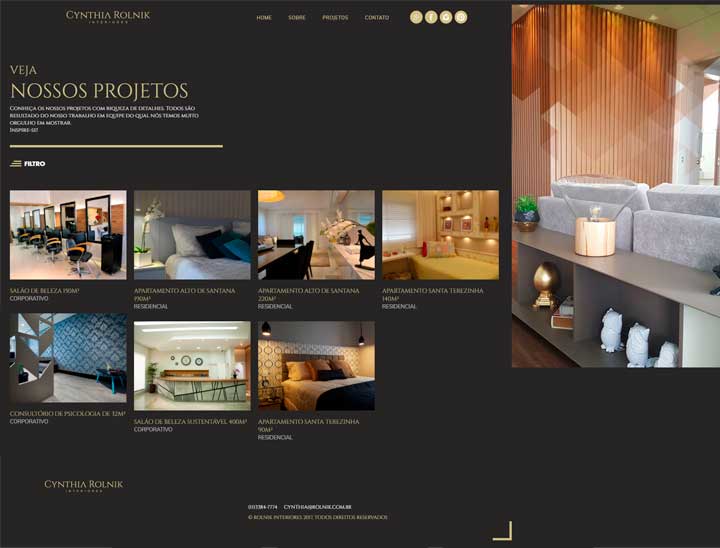 CYNTHIA ROLNIK
INTERIORES
HOME SOBRE PROJETOS CONTATO
VEJA
NOSSOS PROJETOS
CONHEÇA OS NOSSOS PROJETOS COM RIQUEZA DE DETALHES. TODOS SÃO
RESULTADO DO NOSSO TRABALHO EM EQUIPE DO QUAL NÓS TEMOS MUITO
ORGULHO EM MOSTRAR.
INSPIRE-SE!
FILTRO
SALÃO DE BELEZA 190M²
CORPORATIVO
APARTAMENTO ALTO DE SANTANA
190M²
RESIDENCIAL
APARTAMENTO ALTO DE SANTANA
220M²
RESIDENCIAL
APARTAMENTO SANTA TEREZINHA
140M²
RESIDENCIAL
CONSULTÓRIO DE PSICOLOGIA DE 32M²
CORPORATIVO
SALÃO DE BELEZA SUSTENTÁVEL 400M²
CORPORATIVO
APARTAMENTO SANTA TEREZINHA
90M²
RESIDENCIAL
CYNTHIA ROLNIK
INTERIORES
(11)3384-7774 CYNTHIA@ROLNIK.COM.BR
© ROLNIK INTERIORES 2017, TODOS DIREITOS RESERVADOS